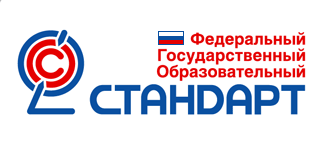 Федеральный
Государственный
Образовательный
СТАНДАРТ